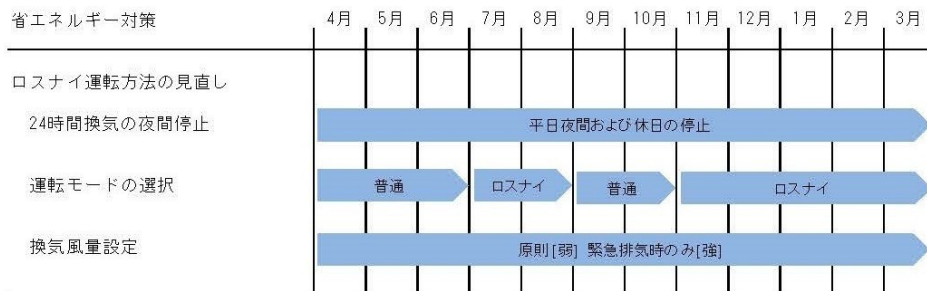 省エネルギー対策 4月 5月 6月 7月 8月 9月 10月 11月 12月 1月 2月 3月
ロスナイ運転方法の見直し
24時間換気の夜間停止 平日夜間および休日の停止
運転モードの選択 普通 ロスナイ 普通 ロスナイ
換気風量設定 原則[弱] 緊急排気時のみ[強]